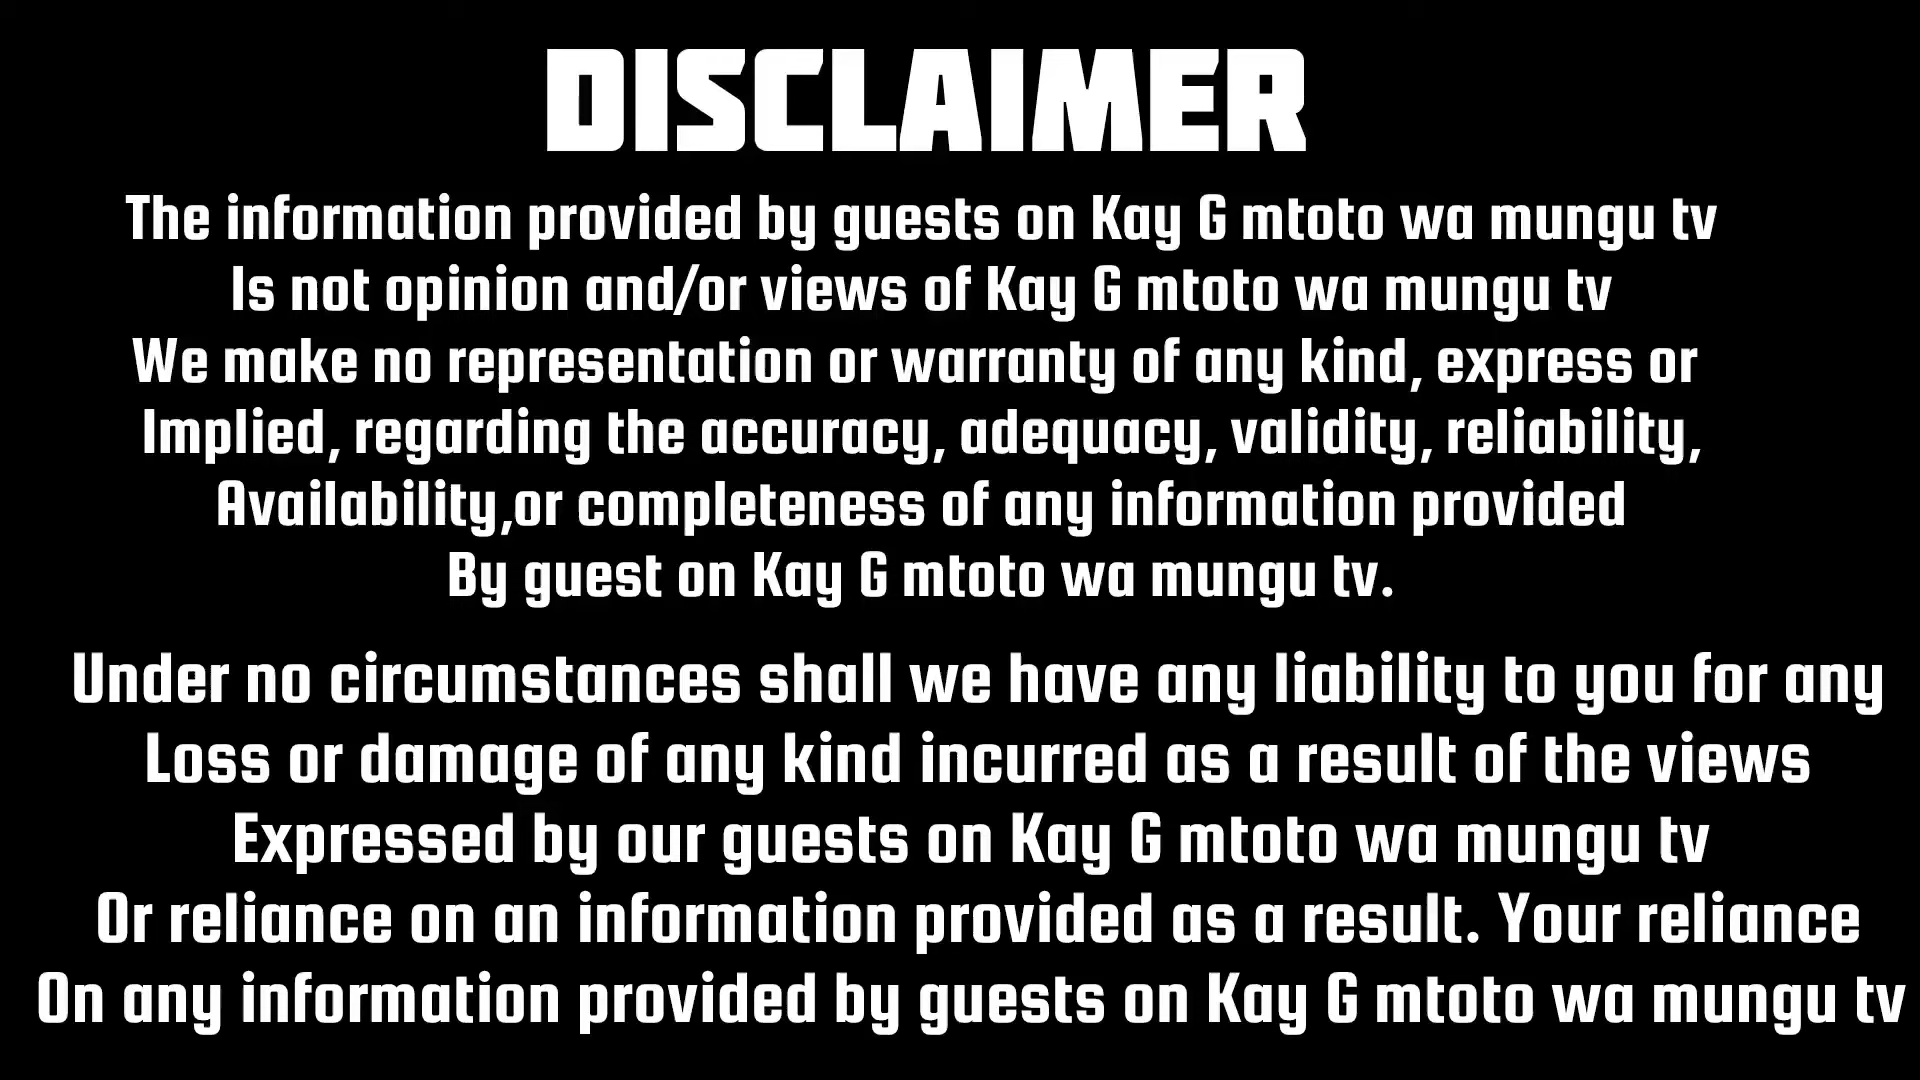 DISCLAIMER
The information provided by guests on Kay G mtoto wa mungu tv
Is not opinion and/or views of Kay G mtoto wa mungu tv
We make no representation or warranty of any kind, express or
Implied, regarding the accuracy, adequacy, validity, reliability,
Availability,or completeness of any information provided
By guest on Kay G mtoto wa mungu tv.
Under no circumstances shall we have any liability to you for any
Loss or damage of any kind incurred as a result of the views
Expressed by our guests on Kay G mtoto wa mungu tv
Or reliance on an information provided as a result. Your reliance
On any information provided by guests on Kay G mtoto wa mungu tv